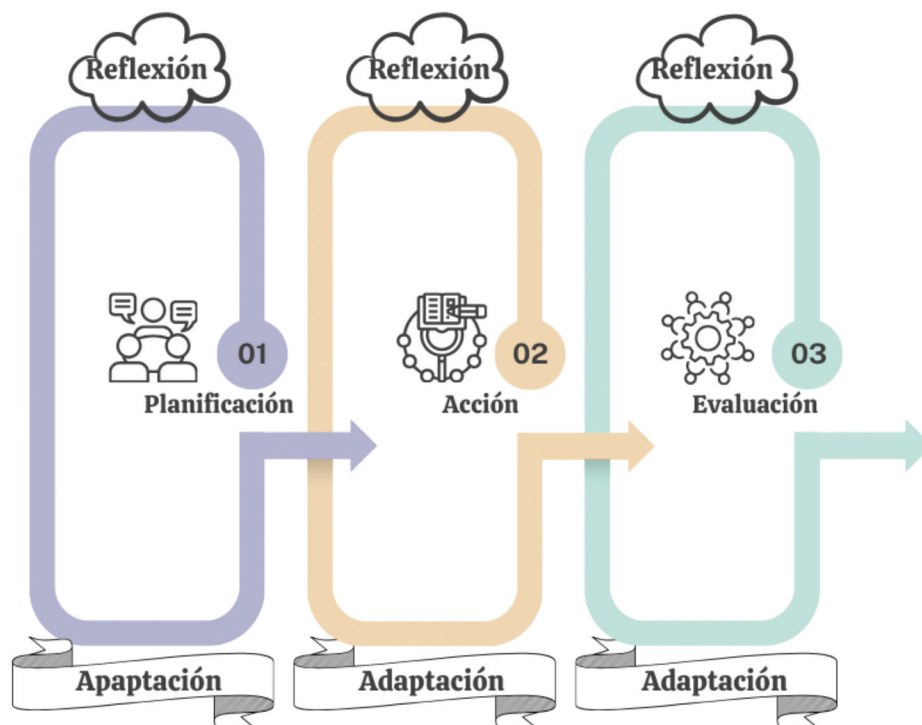 Reflexión
Reflexión
Reflexión
01
02
03
Planificación
Acción
Evaluación
Apaptación
Adaptación
Adaptación